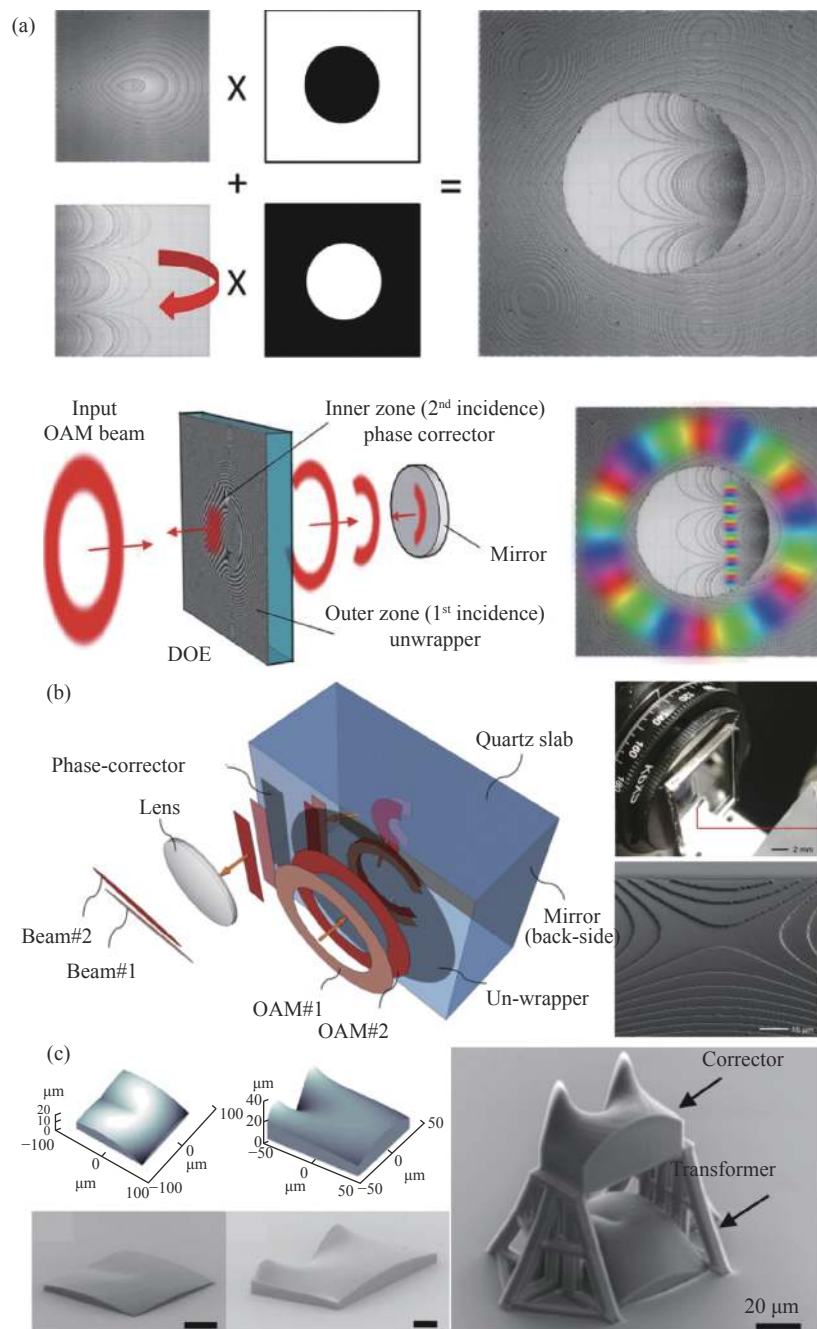 (a)
X
+
=
X
Input
OAM beam
Inner zone (2nd incidence)
phase corrector
Mirror
Outer zone (1st incidence)
unwrapper
DOE
(b)
Quartz slab
Phase-corrector
Lens
Mirror
(back-side)
Beam#2
Beam#1
Un-wrapper
OAM#1
OAM#2
2 mm
(c)
μm
20
10
0
−100
0
μm
100
−100
0
μm
100
μm
40
20
0
−50
0
μm
50
−50
0
μm
50
Corrector
Transformer
20 μm